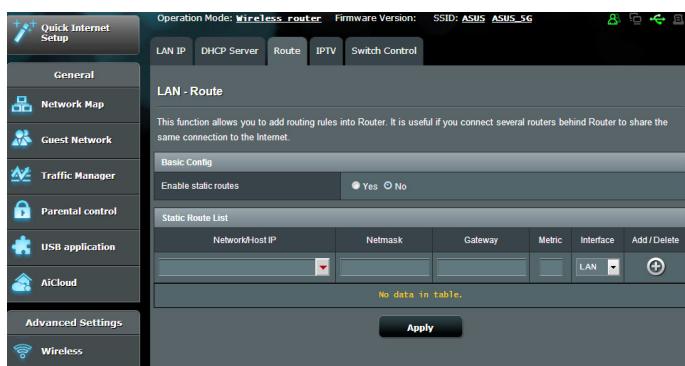 Quick Internet
Setup
Operation Mode: Wireless router Firmware Version: SSID: ASUS ASUS_5G
LAN IP DHCP Server Route IPTV Switch Control
General
Network Map
Guest Network
Traffic Manager
Parental control
USB application
AiCloud
Advanced Settings
Wireless
LAN - Route
This function allows you to add routing rules into Router. It is useful if you connect several routers behind Router to share the
same connection to the Internet.
Basic Config
Enable static routes Yes No
Static Route List
Network/Host IP Netmask Gateway Metric Interface Add / Delete
LAN
No data in table.
Apply